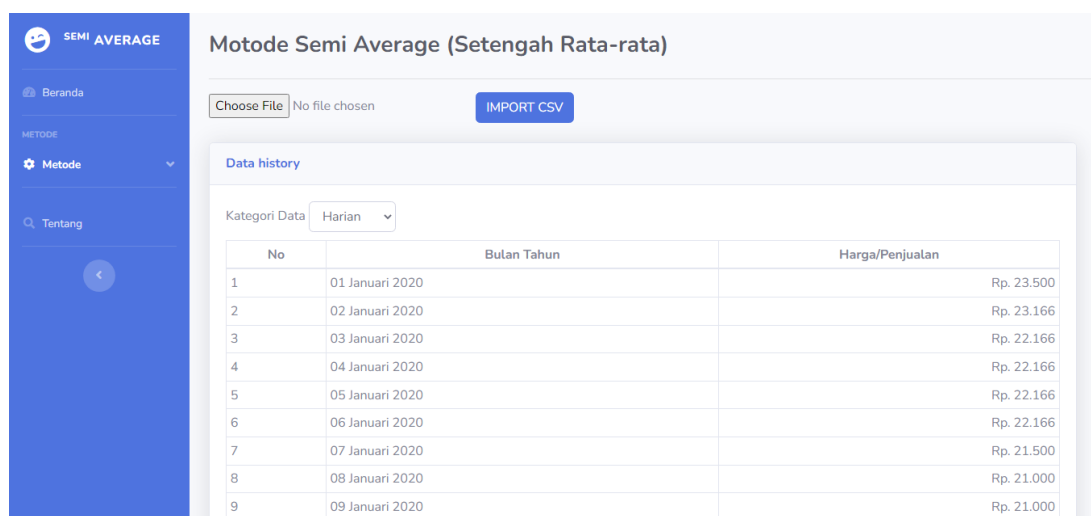 SEMI AVERAGE
Beranda
METODE
Metode
Tentang
Motode Semi Average (Setengah Rata-rata)
Choose File No file chosen
IMPORT CSV
Data history
Kategori Data Harian
No Bulan Tahun Harga/Penjualan
1 01 Januari 2020 Rp. 23.500
2 02 Januari 2020 Rp. 23.166
3 03 Januari 2020 Rp. 22.166
4 04 Januari 2020 Rp. 22.166
5 05 Januari 2020 Rp. 22.166
6 06 Januari 2020 Rp. 22.166
7 07 Januari 2020 Rp. 21.500
8 08 Januari 2020 Rp. 21.000
9 09 Januari 2020 Rp. 21.000